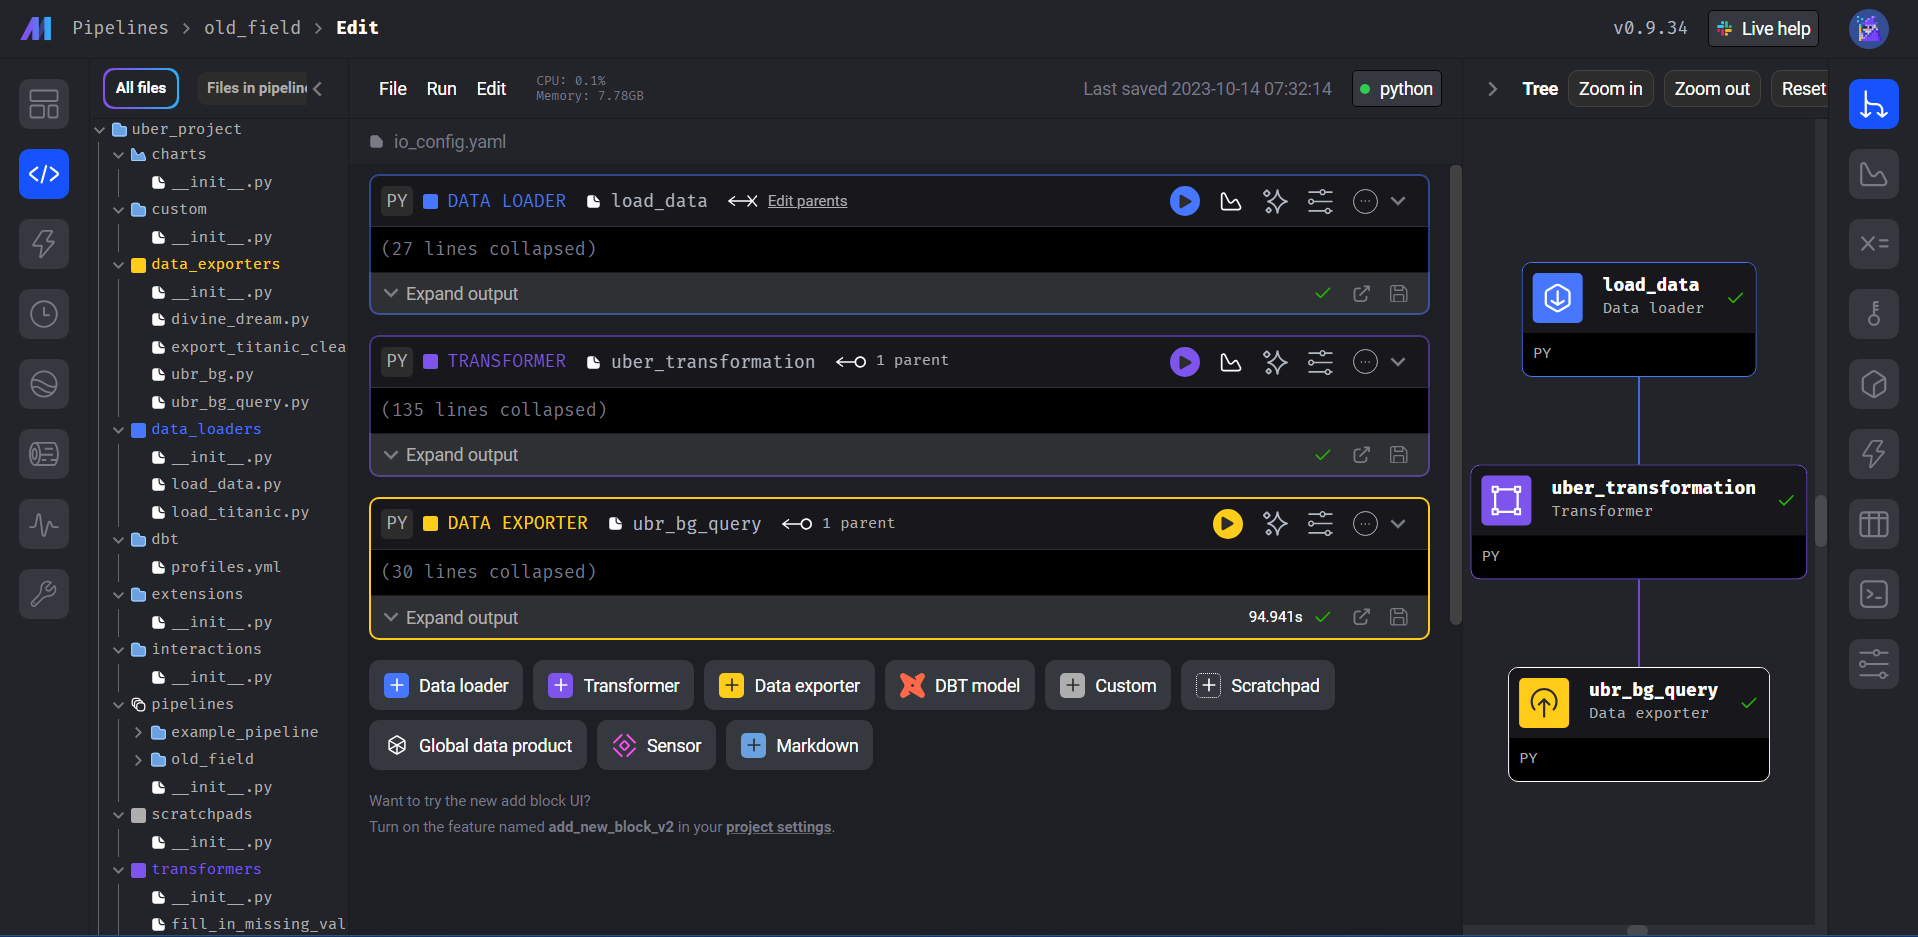 Pipelines > old_field > Edit
v0.9.34
Live help
All files
Files in pipeline
uber_project
charts
__init__.py
custom
__init__.py
data_exporters
__init__.py
divine_dream.py
export_titanic_clea
ubr_bg.py
ubr_bg_query.py
data_loaders
__init__.py
load_data.py
load_titanic.py
dbt
profiles.yml
extensions
__init__.py
interactions
__init__.py
pipelines
example_pipeline
old_field
__init__.py
scratchpads
__init__.py
transformers
__init__.py
fill_in_missing_val
File Run Edit
CPU: 0.1%
Memory: 7.78GB
Last saved 2023-10-14 07:32:14
python
io_config.yaml
PY DATA LOADER load_data Edit parents
(27 lines collapsed)
Expand output
PY TRANSFORMER uber_transformation 1 parent
(135 lines collapsed)
Expand output
PY DATA EXPORTER ubr_bg_query 1 parent
(30 lines collapsed)
Expand output 94.941s
Data loader Transformer Data exporter DBT model Custom Scratchpad
Global data product Sensor Markdown
Want to try the new add block UI?
Turn on the feature named add_new_block_v2 in your project settings.
Tree Zoom in Zoom out Reset
load_data
Data loader
PY
uber_transformation
Transformer
PY
ubr_bg_query
Data exporter
PY